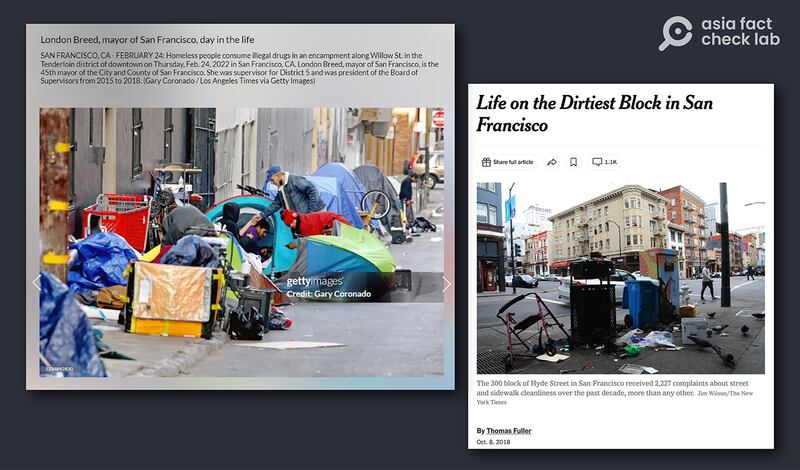 asia fact
check lab
London Breed, mayor of San Francisco, day in the life
SAN FRANCISCO, CA - FEBRUARY 24: Homeless people consume illegal drugs in an encampment along Willow St. in the
Tenderloin district of downtown on Thursday, Feb. 24, 2022 in San Francisco, CA. London Breed, mayor of San Francisco, is the
45th mayor of the City and County of San Francisco. She was supervisor for District 5 and was president of the Board of
Supervisors from 2015 to 2018. (Gary Coronado / Los Angeles Times via Getty Images)
gettyimages
Credit: Gary Coronado
Life on the Dirtiest Block in San
Francisco
Share full article
1.1K
The 300 block of Hyde Street in San Francisco received 2,227 complaints about street
and sidewalk cleanliness over the past decade, more than any other. Jim Wilson/The New
York Times
By Thomas Fuller
Oct. 8, 2018